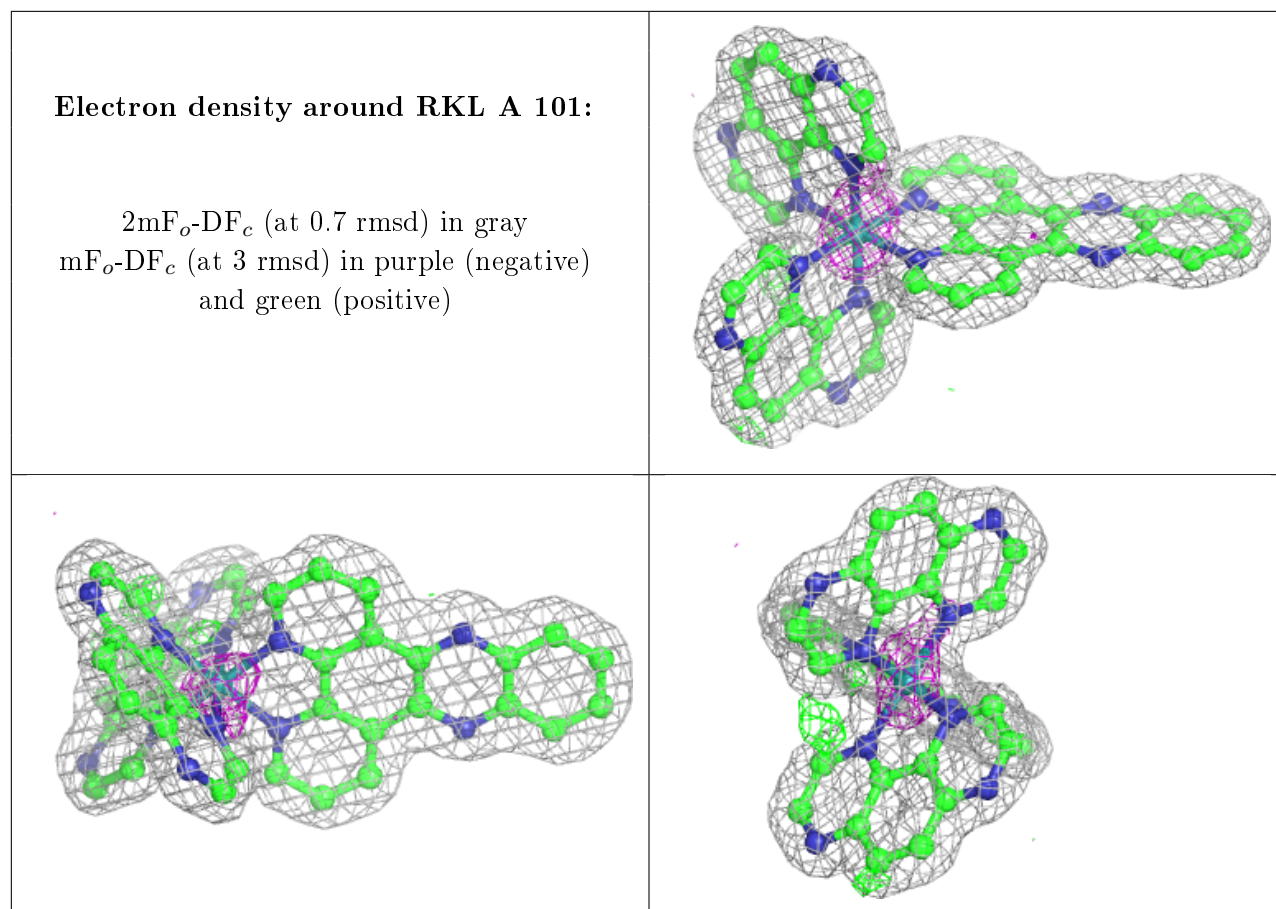 Electron density around RKL A 101:
2mFo-DFc (at 0.7 rmsd) in gray
mFo-DFc (at 3 rmsd) in purple (negative)
and green (positive)